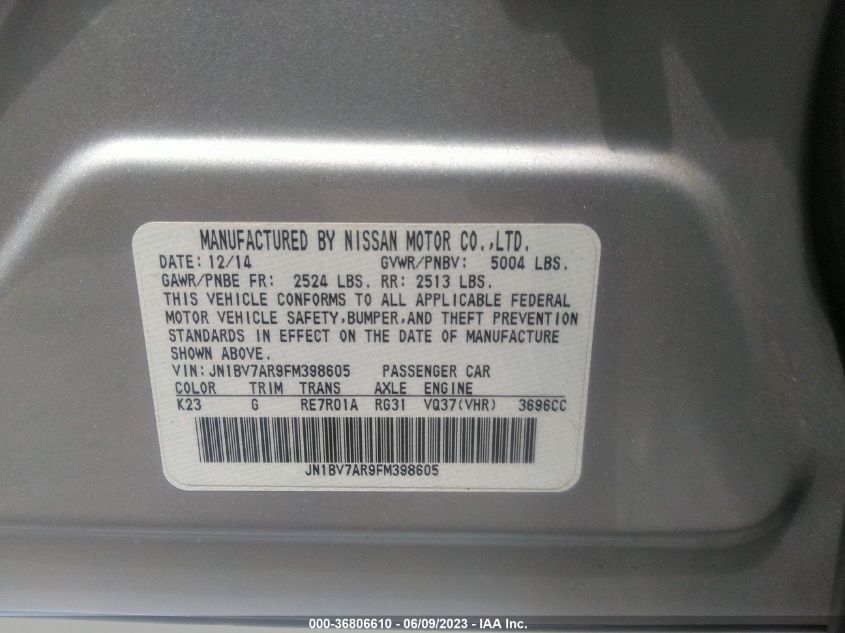 MANUFACTURED BY NISSAN MOTOR CO.,LTD.
DATE: 12/14 GVWR/PNBV: 5004 LBS.
GAWR/PNBE FR: 2524 LBS. RR: 2513 LBS.
THIS VEHICLE CONFORMS TO ALL APPLICABLE FEDERAL
MOTOR VEHICLE SAFETY,BUMPER,AND THEFT PREVENTION
STANDARDS IN EFFECT ON THE DATE OF MANUFACTURE
SHOWN ABOVE.
VIN: JN1BV7AR9FM398605 PASSENGER CAR
COLOR TRIM TRANS AXLE ENGINE
K23 G RE7R01A RG31 VQ37(VHR) 3696CC
JN1BV7AR9FM398605
000-36806610 - 06/09/2023 - IAA Inc.